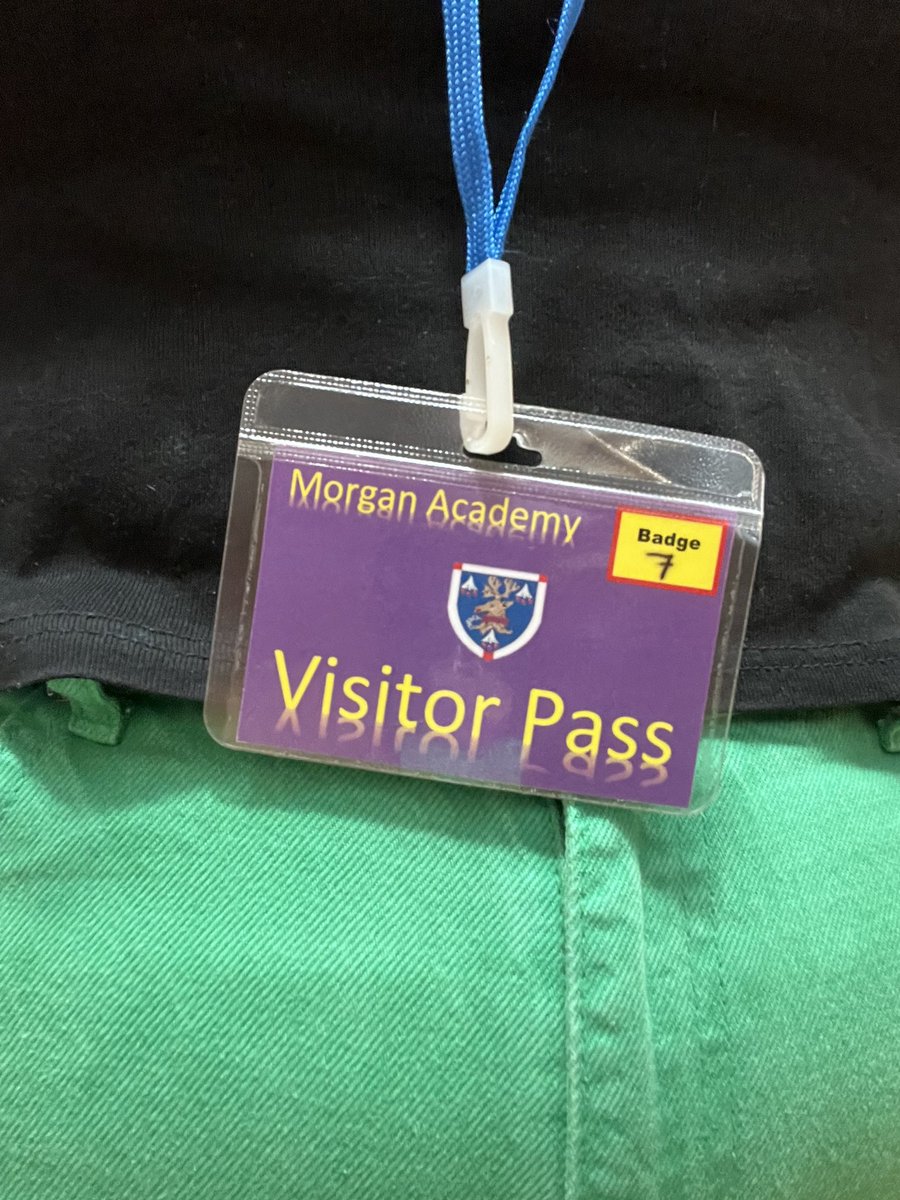 Morgan Academy
Badge
7
Visitor Pass